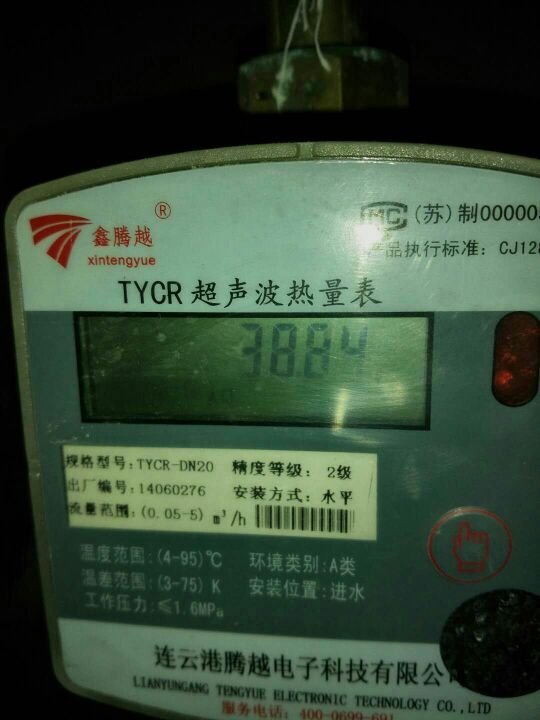 鑫腾越®
xintengyue
MC (苏)制000005
产品执行标准: CJ128
TYCR 超声波热量表
38.84
规格型号: TYCR-DN20 精度等级: 2级
出厂编号: 14060276 安装方式: 水平
流量范围: (0.05-5) m³/h
温度范围: (4-95)℃ 环境类别: A类
温差范围: (3-75) K 安装位置: 进水
工作压力: ≤1.6MPa
连云港腾越电子科技有限公司
LIANYUNGANG TENGYUE ELECTRONIC TECHNOLOGY CO., LTD
服务电话: 400-0699-691